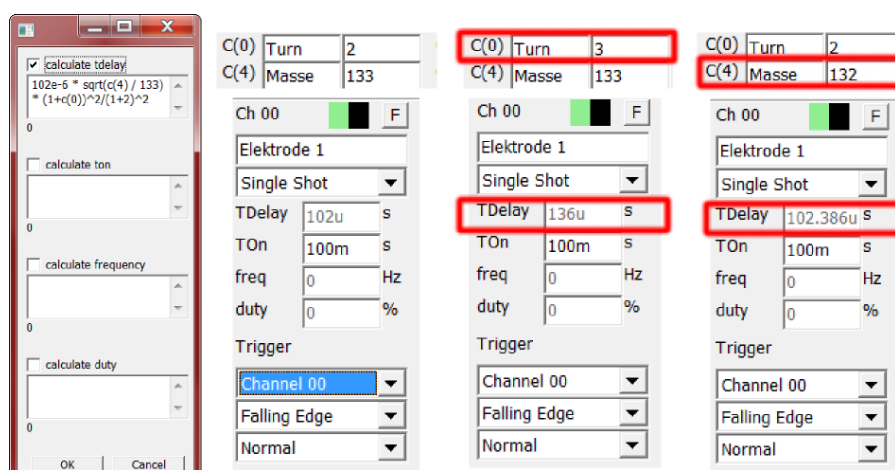 calculate tdelay
102e-6 * sqrt(c(4) / 133)
* (1+c(0))^2/(1+2)^2
0
calculate ton
0
calculate frequency
0
calculate duty
0
OK Cancel
C(0) Turn 2
C(4) Masse 133
Ch 00 F
Elektrode 1
Single Shot
TDelay 102u s
TOn 100m s
freq 0 Hz
duty 0 %
Trigger
Channel 00
Falling Edge
Normal
C(0) Turn 3
C(4) Masse 133
Ch 00 F
Elektrode 1
Single Shot
TDelay 136u s
TOn 100m s
freq 0 Hz
duty 0 %
Trigger
Channel 00
Falling Edge
Normal
C(0) Turn 2
C(4) Masse 132
Ch 00 F
Elektrode 1
Single Shot
TDelay 102.386u s
TOn 100m s
freq 0 Hz
duty 0 %
Trigger
Channel 00
Falling Edge
Normal